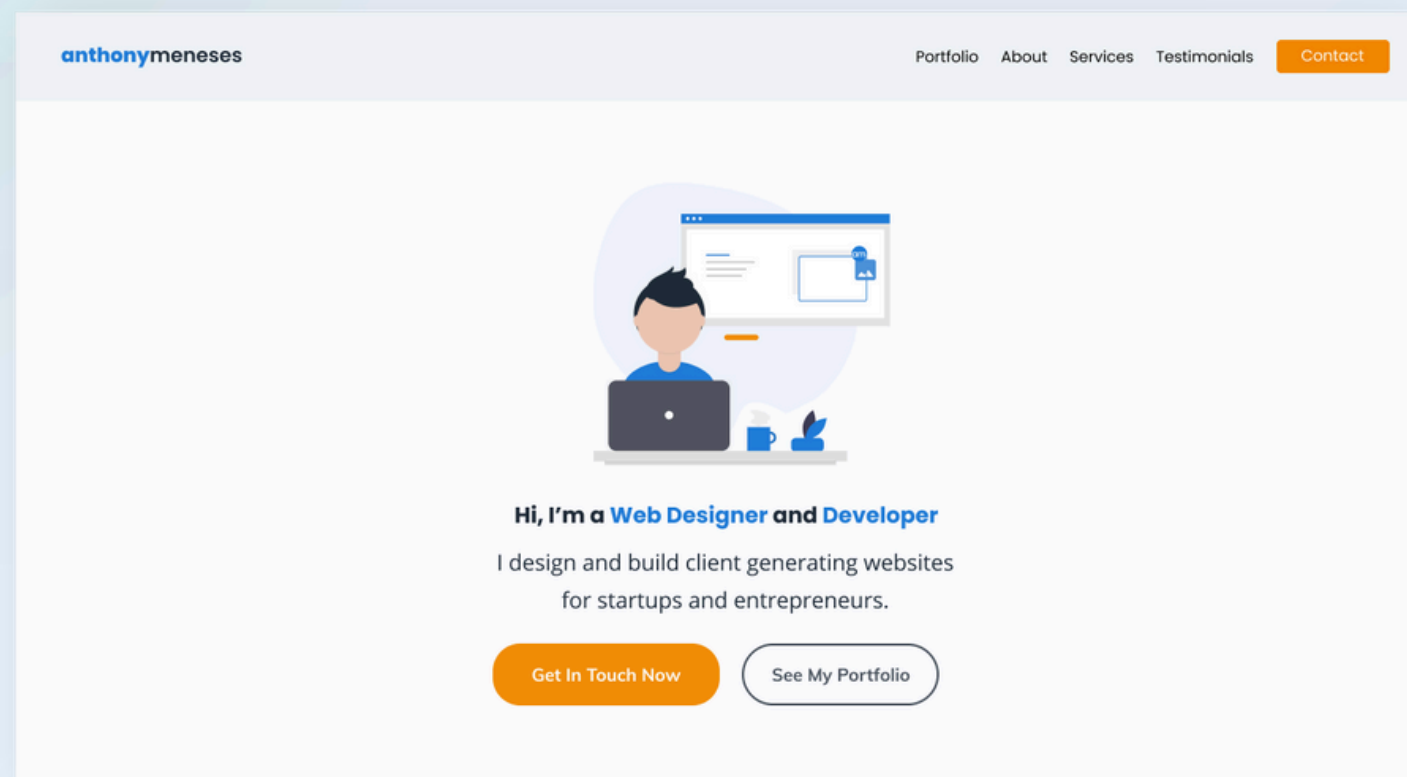 anthonymeneses
Portfolio About Services Testimonials Contact
am
Hi, I’m a Web Designer and Developer
I design and build client generating websites
for startups and entrepreneurs.
Get In Touch Now See My Portfolio